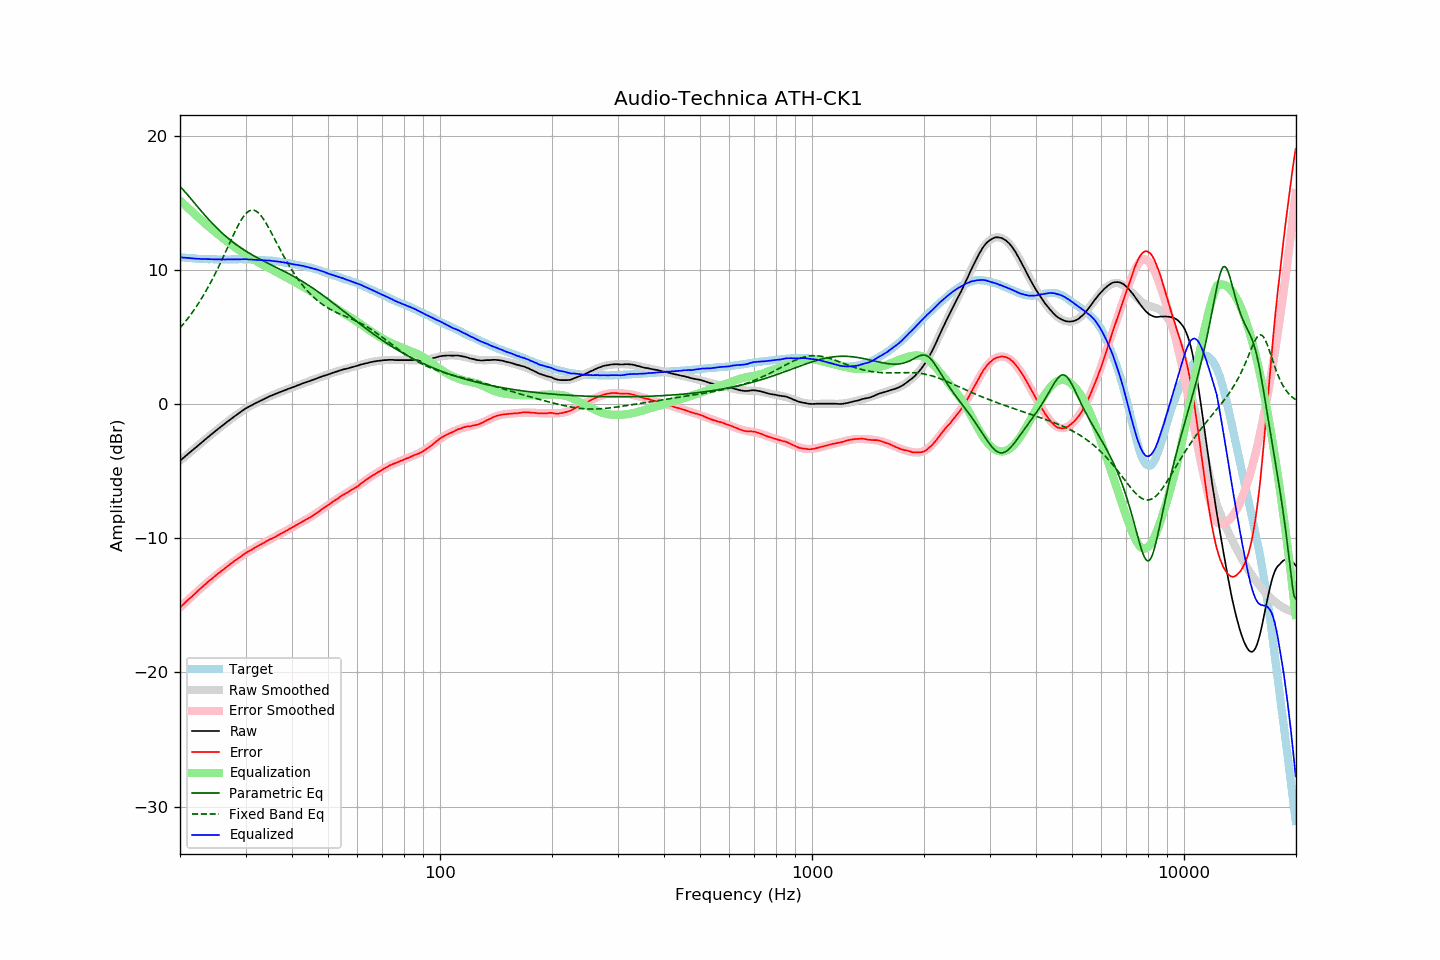 Audio-Technica ATH-CK1
20
10
0
−10
−20
−30
Amplitude (dBr)
Target
Raw Smoothed
Error Smoothed
Raw
Error
Equalization
Parametric Eq
Fixed Band Eq
Equalized
100
1000
10000
Frequency (Hz)